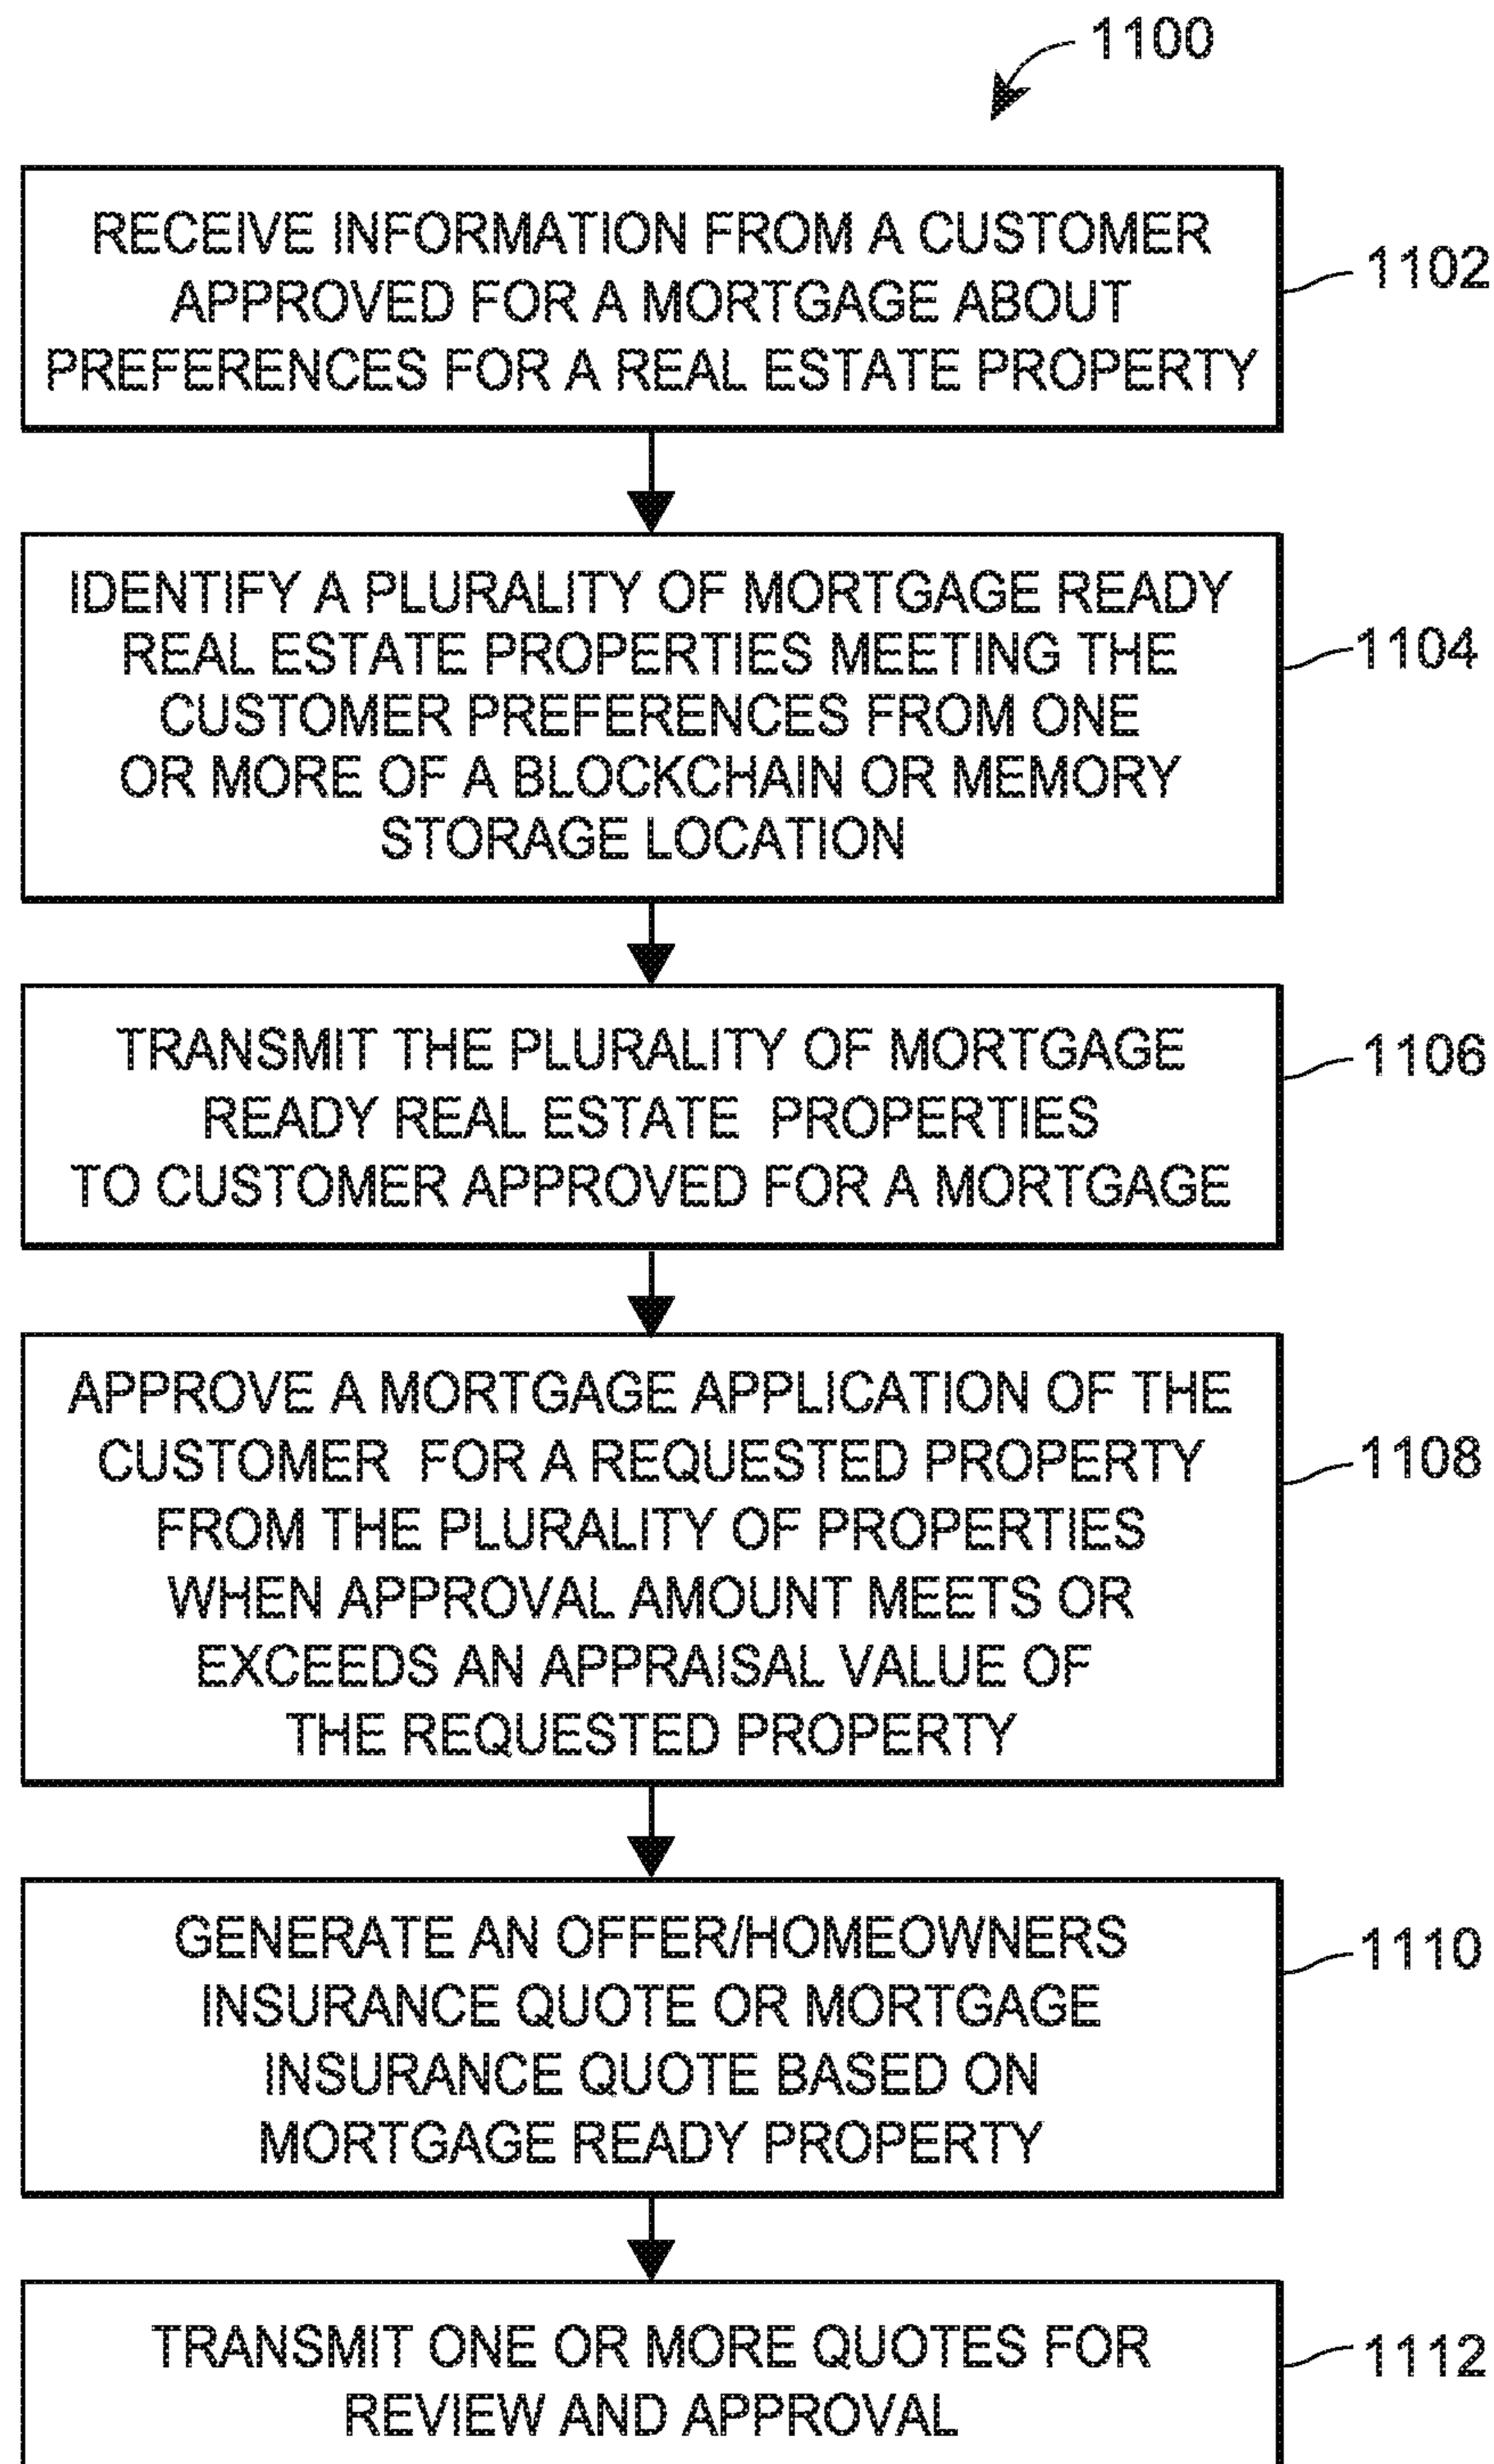 1100
RECEIVE INFORMATION FROM A CUSTOMER
APPROVED FOR A MORTGAGE ABOUT
PREFERENCES FOR A REAL ESTATE PROPERTY
1102
IDENTIFY A PLURALITY OF MORTGAGE READY
REAL ESTATE PROPERTIES MEETING THE
CUSTOMER PREFERENCES FROM ONE
OR MORE OF A BLOCKCHAIN OR MEMORY
STORAGE LOCATION
1104
TRANSMIT THE PLURALITY OF MORTGAGE
READY REAL ESTATE PROPERTIES
TO CUSTOMER APPROVED FOR A MORTGAGE
1106
APPROVE A MORTGAGE APPLICATION OF THE
CUSTOMER FOR A REQUESTED PROPERTY
FROM THE PLURALITY OF PROPERTIES
WHEN APPROVAL AMOUNT MEETS OR
EXCEEDS AN APPRAISAL VALUE OF
THE REQUESTED PROPERTY
1108
GENERATE AN OFFER/HOMEOWNERS
INSURANCE QUOTE OR MORTGAGE
INSURANCE QUOTE BASED ON
MORTGAGE READY PROPERTY
1110
TRANSMIT ONE OR MORE QUOTES FOR
REVIEW AND APPROVAL
1112